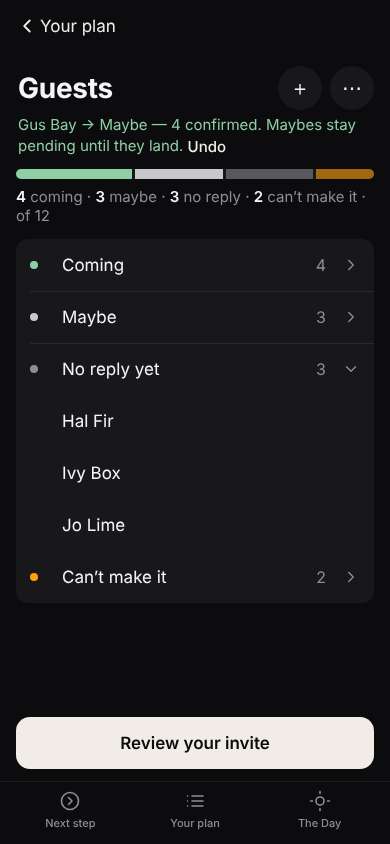 Your plan
Guests
Gus Bay → Maybe — 4 confirmed. Maybes stay
pending until they land. Undo
4 coming · 3 maybe · 3 no reply · 2 can’t make it ·
of 12
Coming 4
Maybe 3
No reply yet 3
Hal Fir
Ivy Box
Jo Lime
Can’t make it 2
Review your invite
Next step Your plan The Day